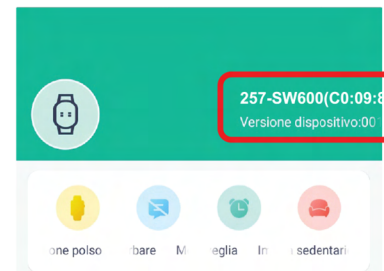 257-SW600(C0:09:8
Versione dispositivo:00
one polso rbare M eglia In sedentari